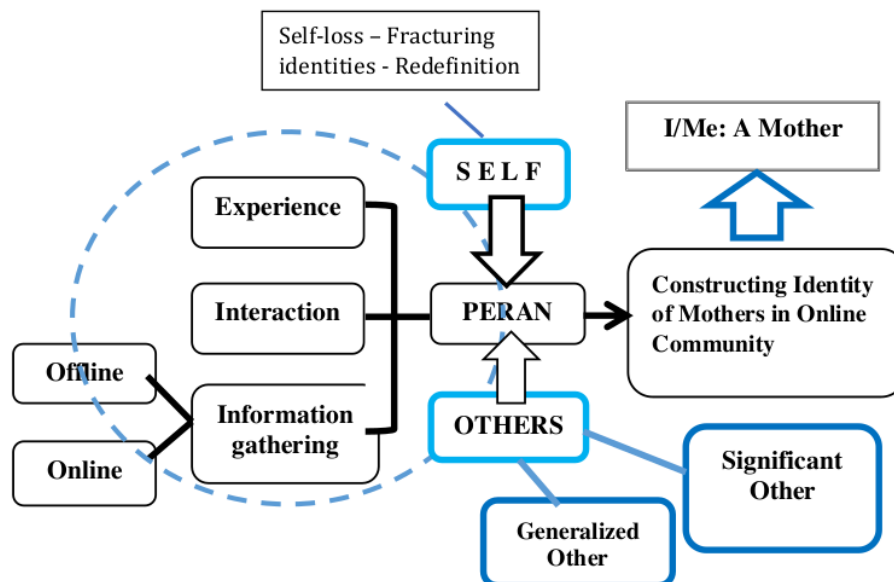 Self-loss – Fracturing
identities - Redefinition
I/Me: A Mother
S E L F
Experience
Interaction
PERAN
Constructing Identity
of Mothers in Online
Community
Offline
Online
Information
gathering
OTHERS
Significant
Other
Generalized
Other